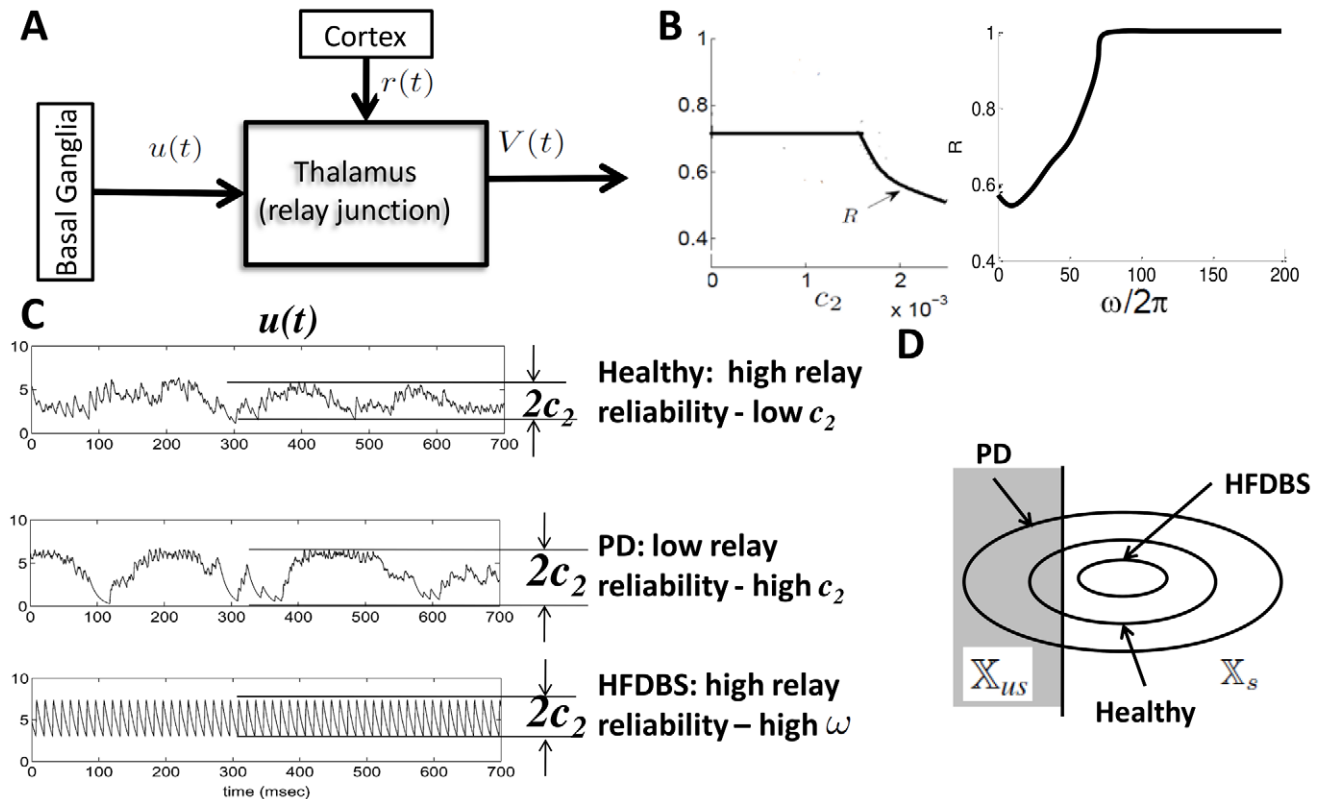 A
Cortex
r(t)
Basal Ganglia
u(t)
Thalamus
(relay junction)
V(t)
B
1
0.8
0.6
0.4
R
0
1
2
c₂
x 10⁻³
1
0.8
0.6
0.4
R
0
50
100
150
200
ω/2π
C
u(t)
10
5
0
0
100
200
300
400
500
600
700
2c₂
Healthy: high relay
reliability - low c₂
10
5
0
0
100
200
300
400
500
600
700
2c₂
PD: low relay
reliability - high c₂
10
5
0
0
100
200
300
400
500
600
700
time (msec)
2c₂
HFDBS: high relay
reliability – high ω
D
PD
HFDBS
𝕏us
𝕏s
Healthy